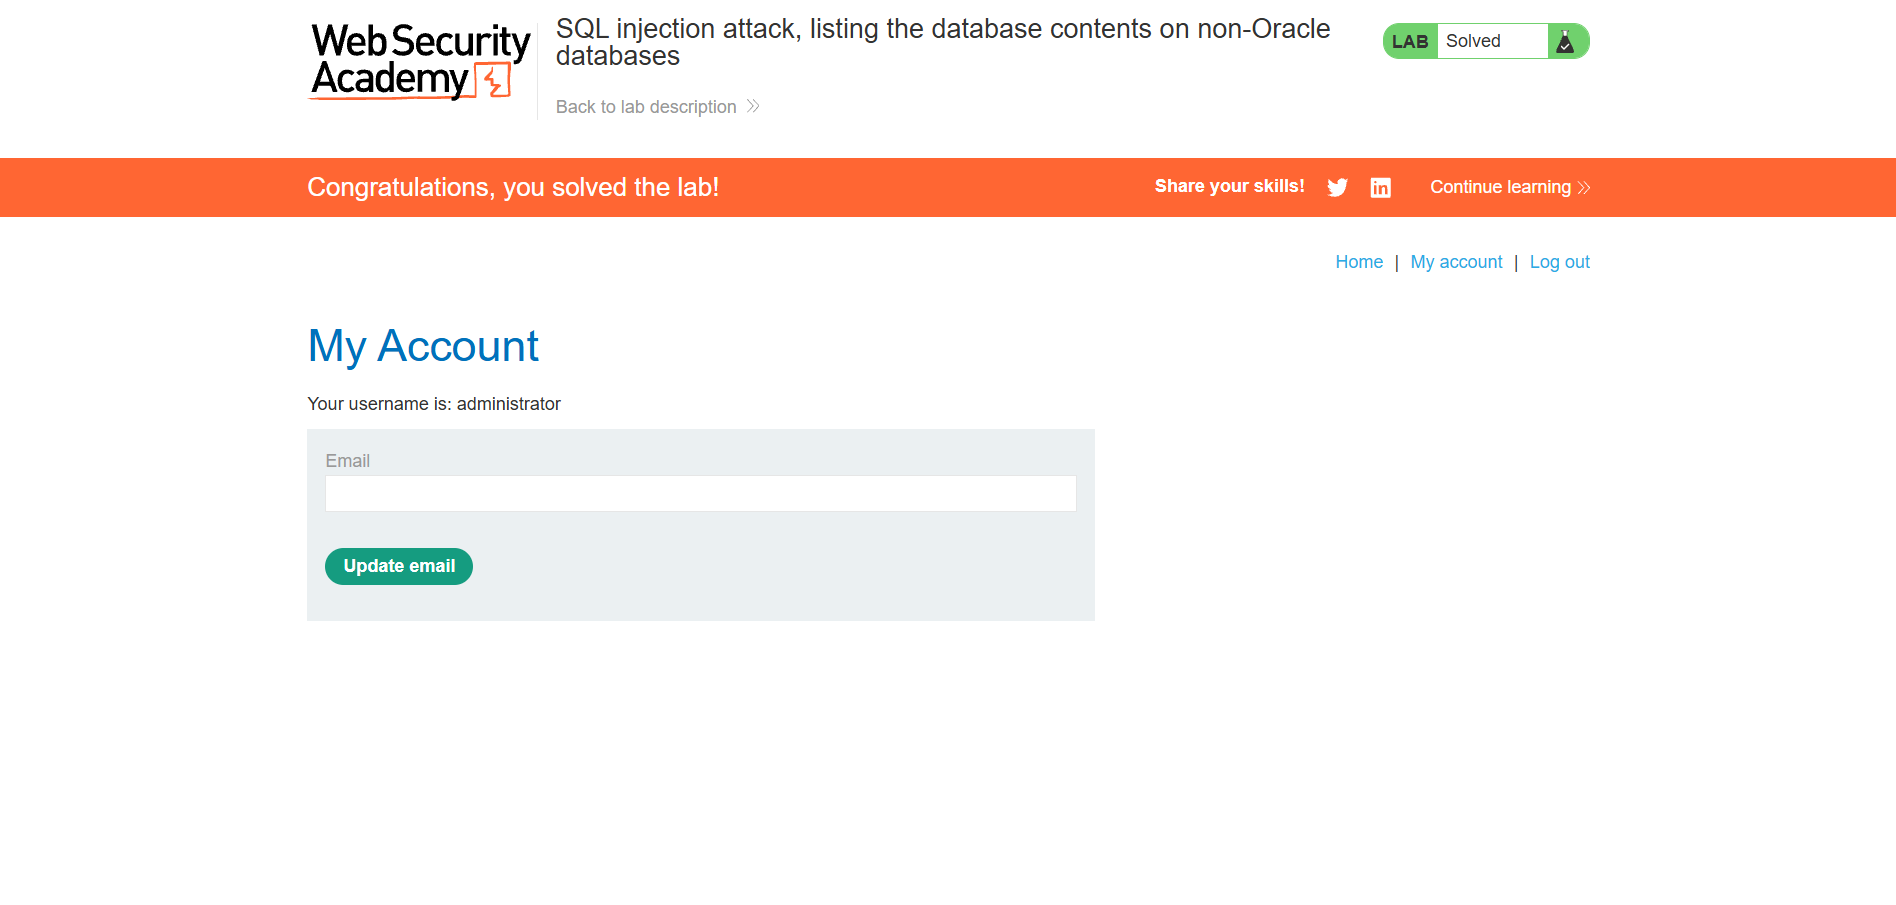 Web Security
Academy
SQL injection attack, listing the database contents on non-Oracle
databases
Back to lab description
LAB Solved
Congratulations, you solved the lab!
Share your skills!
Continue learning
Home | My account | Log out
My Account
Your username is: administrator
Email
Update email